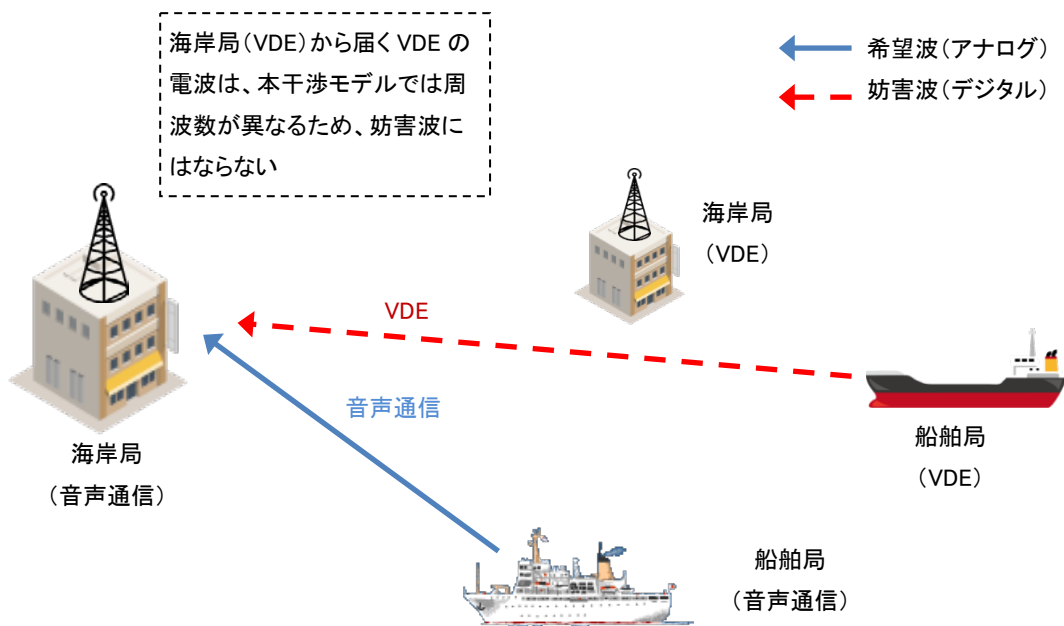 海岸局(VDE)から届く VDE の
電波は、本干渉モデルでは周
波数が異なるため、妨害波に
はならない
希望波(アナログ)
妨害波(デジタル)
海岸局
(VDE)
VDE
音声通信
海岸局
(音声通信)
船舶局
(VDE)
船舶局
(音声通信)